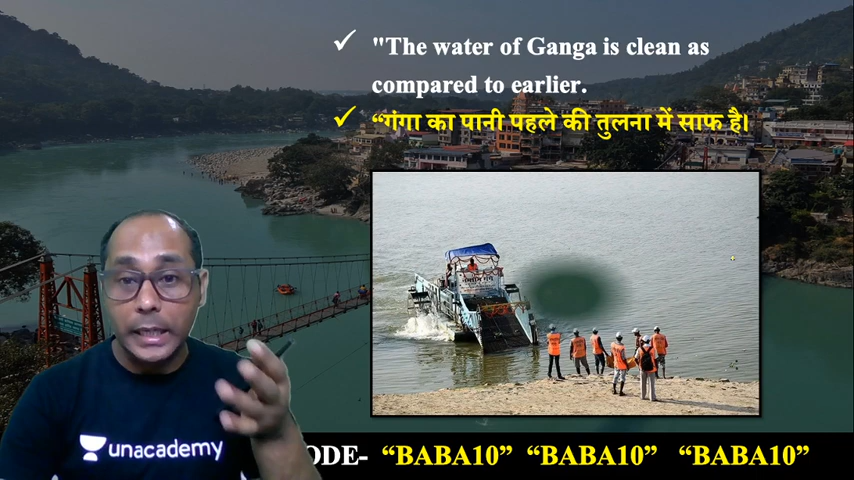 "The water of Ganga is clean as
compared to earlier.
“गंगा का पानी पहले की तुलना में साफ है।
unacademy
ODE- “BABA10” “BABA10” “BABA10”